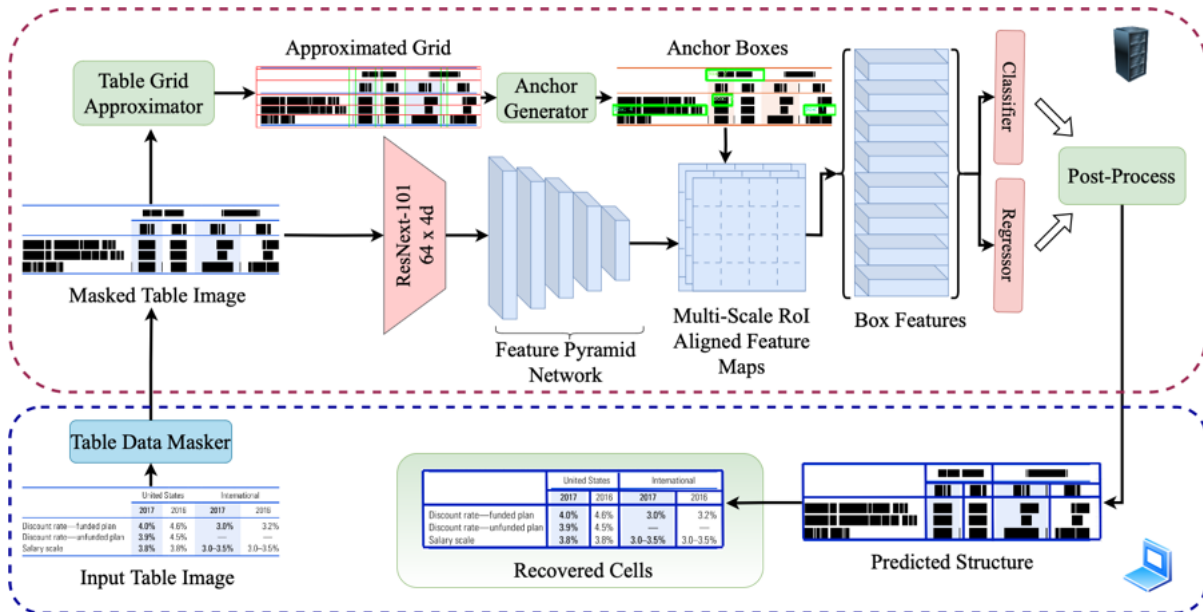 Approximated Grid
Anchor Boxes
Table Grid
Approximator
Anchor
Generator
Classifier
Regressor
Post-Process
ResNext-101
64 x 4d
Masked Table Image
Feature Pyramid
Network
Multi-Scale RoI
Aligned Feature
Maps
Box Features
Table Data Masker
United States International
2017 2016 2017 2016
Discount rate—funded plan 4.0% 4.6% 3.0% 3.2%
Discount rate—unfunded plan 3.9% 4.5% — —
Salary scale 3.8% 3.8% 3.0–3.5% 3.0–3.5%
Input Table Image
United States International
2017 2016 2017 2016
Discount rate—funded plan 4.0% 4.6% 3.0% 3.2%
Discount rate—unfunded plan 3.9% 4.5% — —
Salary scale 3.8% 3.8% 3.0–3.5% 3.0–3.5%
Recovered Cells
Predicted Structure